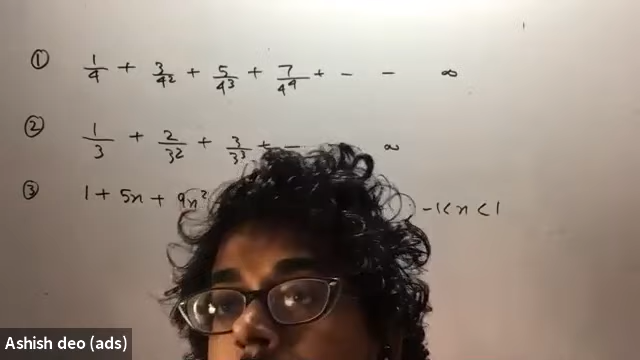 ① 1/4 + 3/4² + 5/4³ + 7/4⁴ + - - ∞
② 1/3 + 2/3² + 3/3³ + - ∞
③ 1 + 5x + 9x² -1<x<1
Ashish deo (ads)